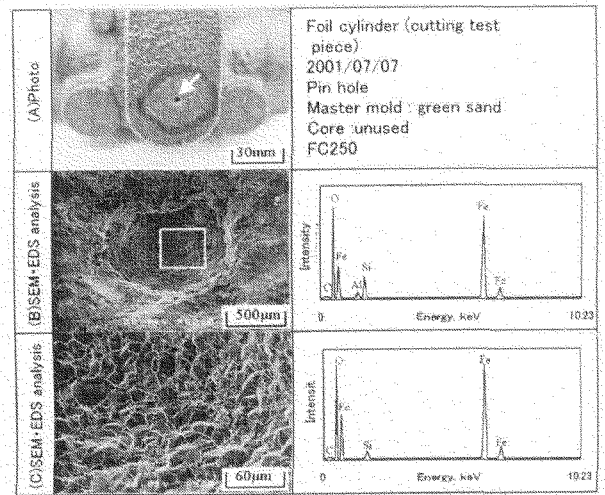 (A)Photo
30mm
Foil cylinder (cutting test
piece)
2001/07/07
Pin hole
Master mold : green sand
Core :unused
FC250
(B)SEM・EDS analysis
500μm
Intensity
C
O
Fe
Al
Si
Fe
Fe
0
Energy, keV
10.23
(C)SEM・EDS analysis
60μm
Intensit
C
O
Fe
Si
Fe
Fe
0
Energy, keV
10.23